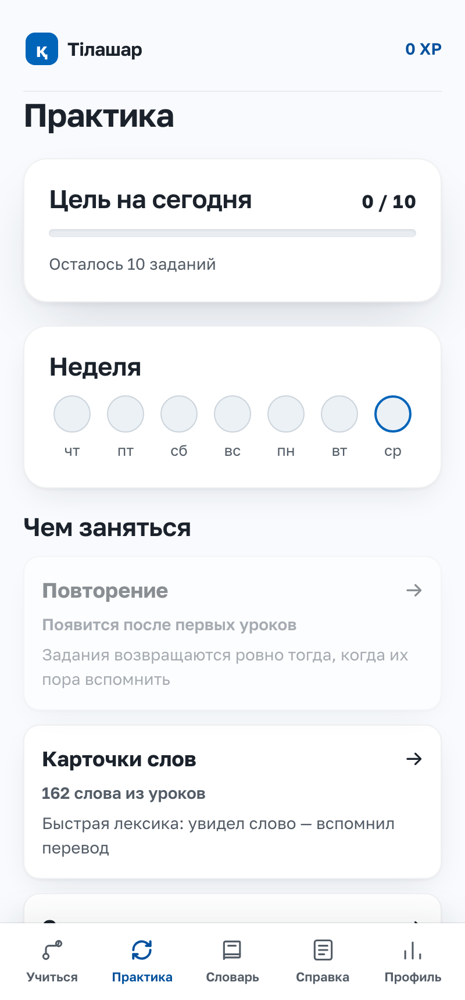 қ Тілашар
0 XP
Практика
Цель на сегодня
0 / 10
Осталось 10 заданий
Неделя
чт пт сб вс пн вт ср
Чем заняться
Повторение
Появится после первых уроков
Задания возвращаются ровно тогда, когда их
пора вспомнить
Карточки слов
162 слова из уроков
Быстрая лексика: увидел слово — вспомнил
перевод
Учиться Практика Словарь Справка Профиль